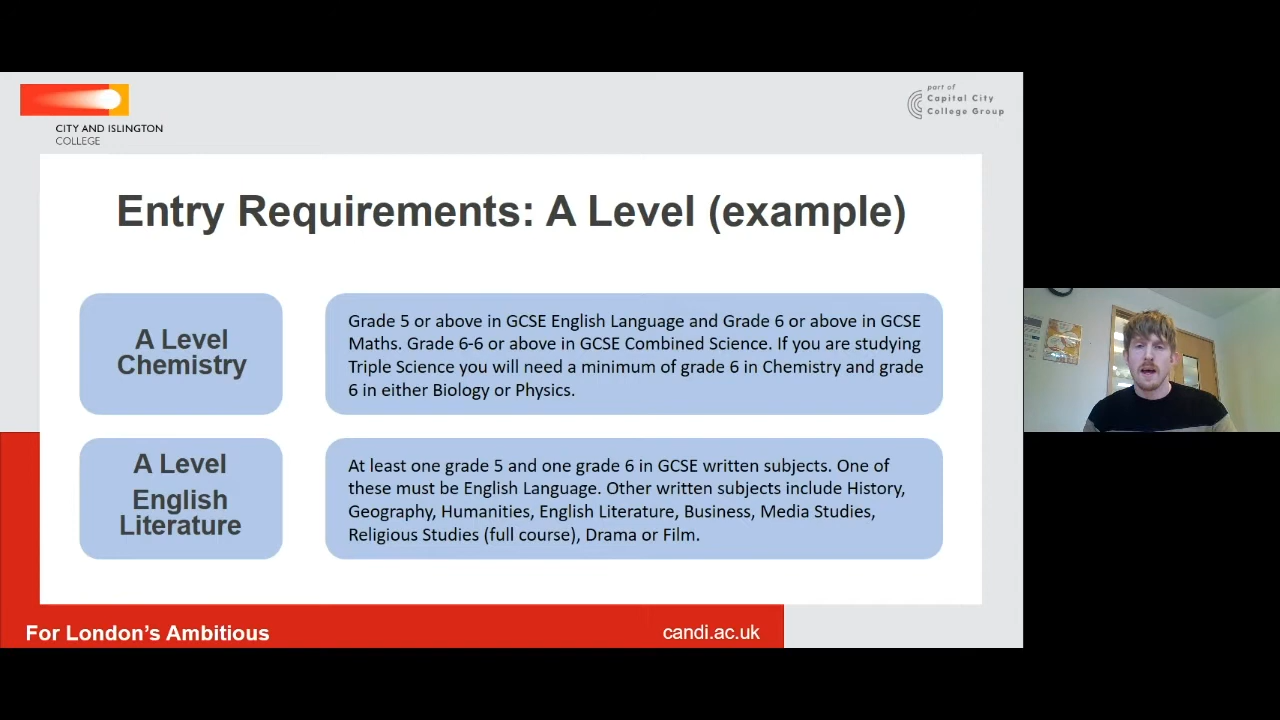 CITY AND ISLINGTON
COLLEGE
part of
Capital City
College Group
Entry Requirements: A Level (example)
A Level
Chemistry
Grade 5 or above in GCSE English Language and Grade 6 or above in GCSE
Maths. Grade 6-6 or above in GCSE Combined Science. If you are studying
Triple Science you will need a minimum of grade 6 in Chemistry and grade
6 in either Biology or Physics.
A Level
English
Literature
At least one grade 5 and one grade 6 in GCSE written subjects. One of
these must be English Language. Other written subjects include History,
Geography, Humanities, English Literature, Business, Media Studies,
Religious Studies (full course), Drama or Film.
For London's Ambitious
candi.ac.uk